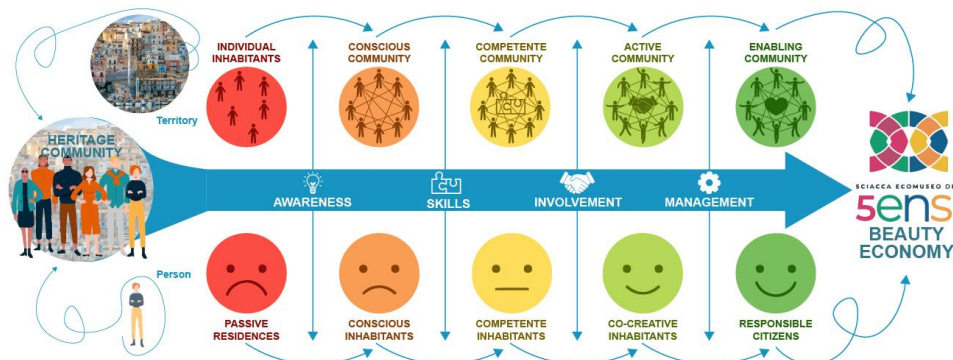 INDIVIDUAL
INHABITANTS
CONSCIOUS
COMMUNITY
COMPETENTE
COMMUNITY
ACTIVE
COMMUNITY
ENABLING
COMMUNITY
Territory
HERITAGE
COMMUNITY
AWARENESS
SKILLS
INVOLVEMENT
MANAGEMENT
SCIACCA ECOMUSEO DEI
5ensi
BEAUTY
ECONOMY
Person
PASSIVE
RESIDENCES
CONSCIOUS
INHABITANTS
COMPETENTE
INHABITANTS
CO-CREATIVE
INHABITANTS
RESPONSIBLE
CITIZENS